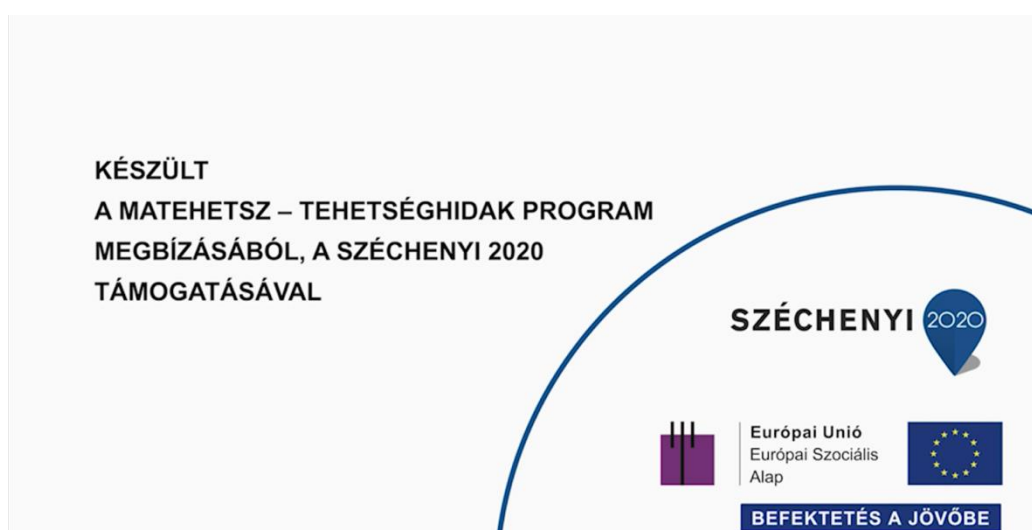 KÉSZÜLT
A MATEHETSZ – TEHETSÉGHIDAK PROGRAM
MEGBÍZÁSÁBÓL, A SZÉCHENYI 2020
TÁMOGATÁSÁVAL
SZÉCHENYI 2020
Európai Unió
Európai Szociális
Alap
BEFEKTETÉS A JÖVŐBE